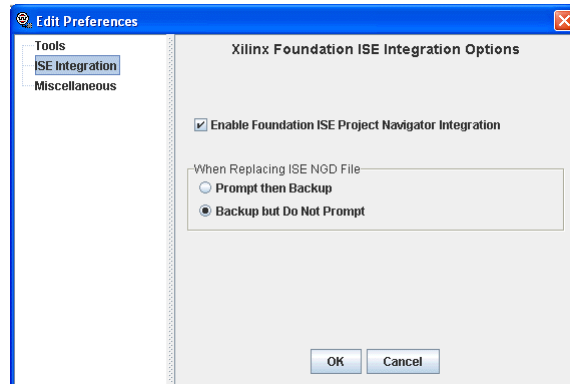 Edit Preferences
Tools
ISE Integration
Miscellaneous
Xilinx Foundation ISE Integration Options
Enable Foundation ISE Project Navigator Integration
When Replacing ISE NGD File
Prompt then Backup
Backup but Do Not Prompt
OK
Cancel